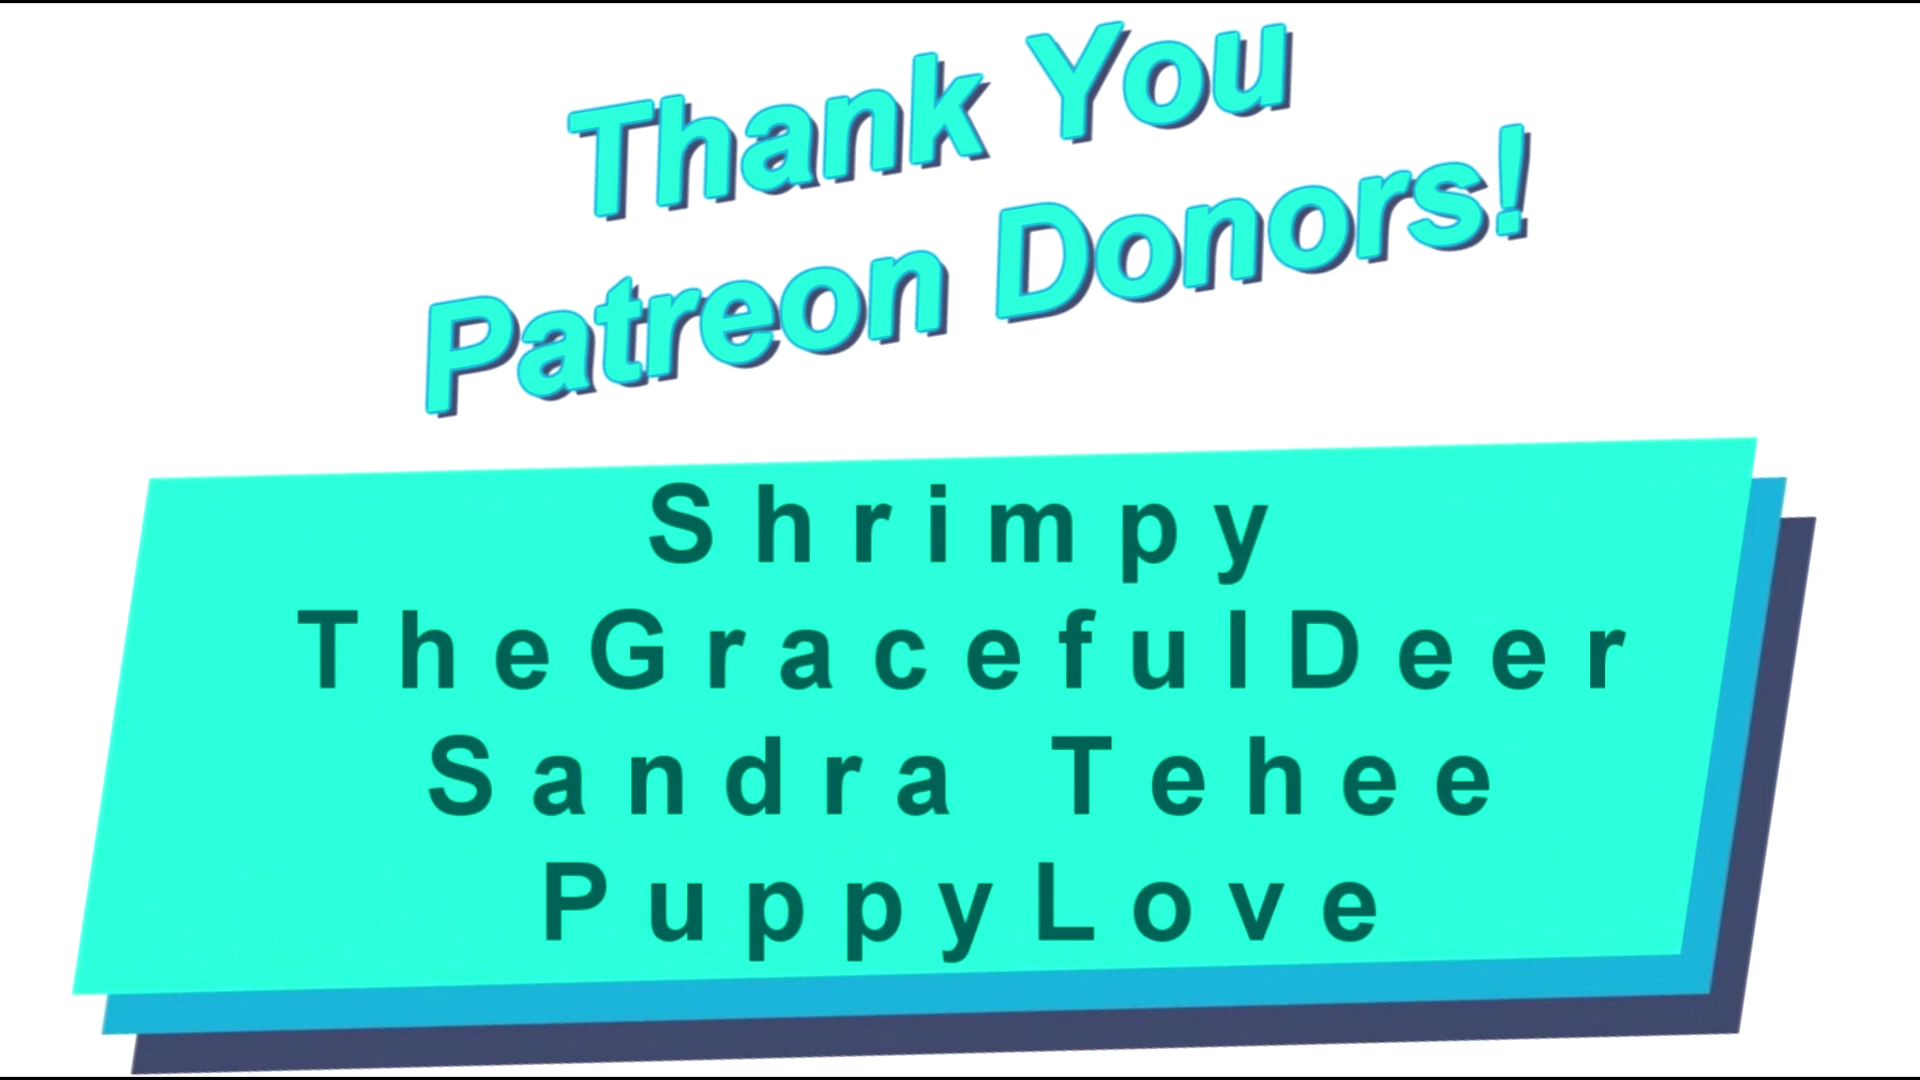 Thank You
Patreon Donors!
Shrimpy
TheGracefulDeer
Sandra Tehee
PuppyLove